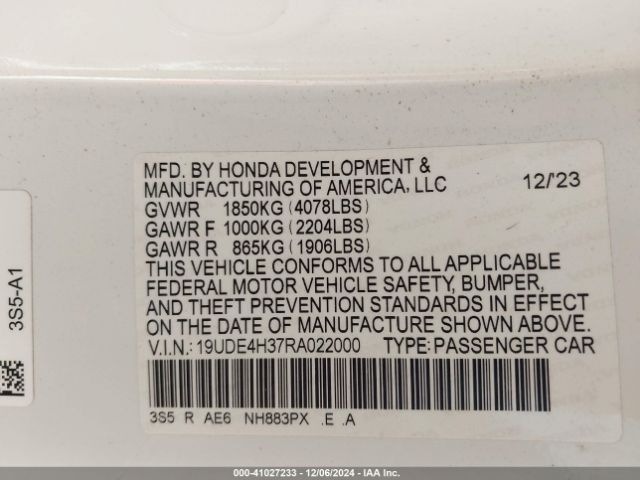 MFD. BY HONDA DEVELOPMENT &
MANUFACTURING OF AMERICA, LLC 12/'23
GVWR 1850KG (4078LBS)
GAWR F 1000KG (2204LBS)
GAWR R 865KG (1906LBS)
THIS VEHICLE CONFORMS TO ALL APPLICABLE
FEDERAL MOTOR VEHICLE SAFETY, BUMPER,
AND THEFT PREVENTION STANDARDS IN EFFECT
ON THE DATE OF MANUFACTURE SHOWN ABOVE.
V.I.N.: 19UDE4H37RA022000 TYPE: PASSENGER CAR
3S5 R AE6 NH883PX .E .A
3S5-A1
000-41027233 - 12/06/2024 - IAA Inc.